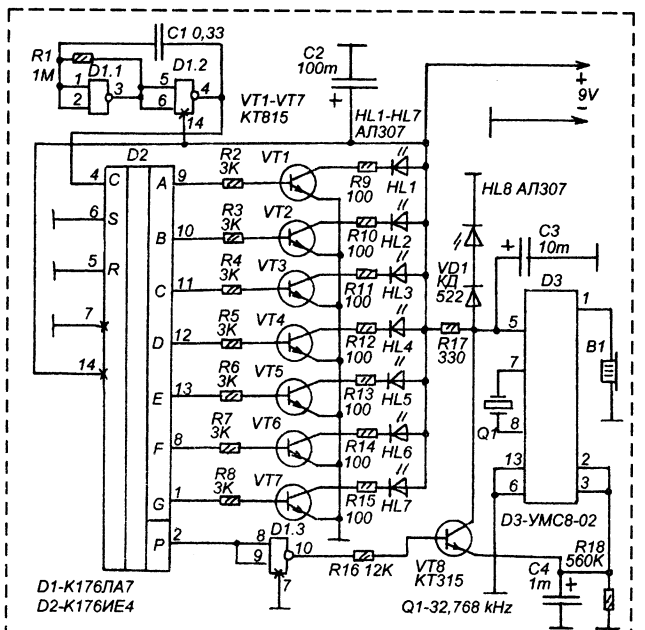 C1 0,33
R1
1M
D1.1
D1.2
1
2
3
5
6
4
14
VT1-VT7
КТ815
C2
100m
+
HL1-HL7
АЛ307
+
9V
−
D2
4 C A 9
6 S
B 10
5 R
C 11
7
D 12
14
E 13
F 8
G 1
P 2
R2
3K
VT1
R9
100
HL1
R3
3K
VT2
R10
100
HL2
R4
3K
VT3
R11
100
HL3
R5
3K
VT4
R12
100
HL4
R6
3K
VT5
R13
100
HL5
R7
3K
VT6
R14
100
HL6
R8
3K
VT7
R15
100
HL7
HL8 АЛ307
VD1
КД
522
R17
330
+
C3
10m
D3
5
1
7
8
13
6
2
3
B1
Q1
D3-УМС8-02
D1.3
8
9
10
7
R16 12K
VT8
КТ315
C4
1m
+
R18
560K
D1-К176ЛА7
D2-К176ИЕ4
Q1-32,768 kHz